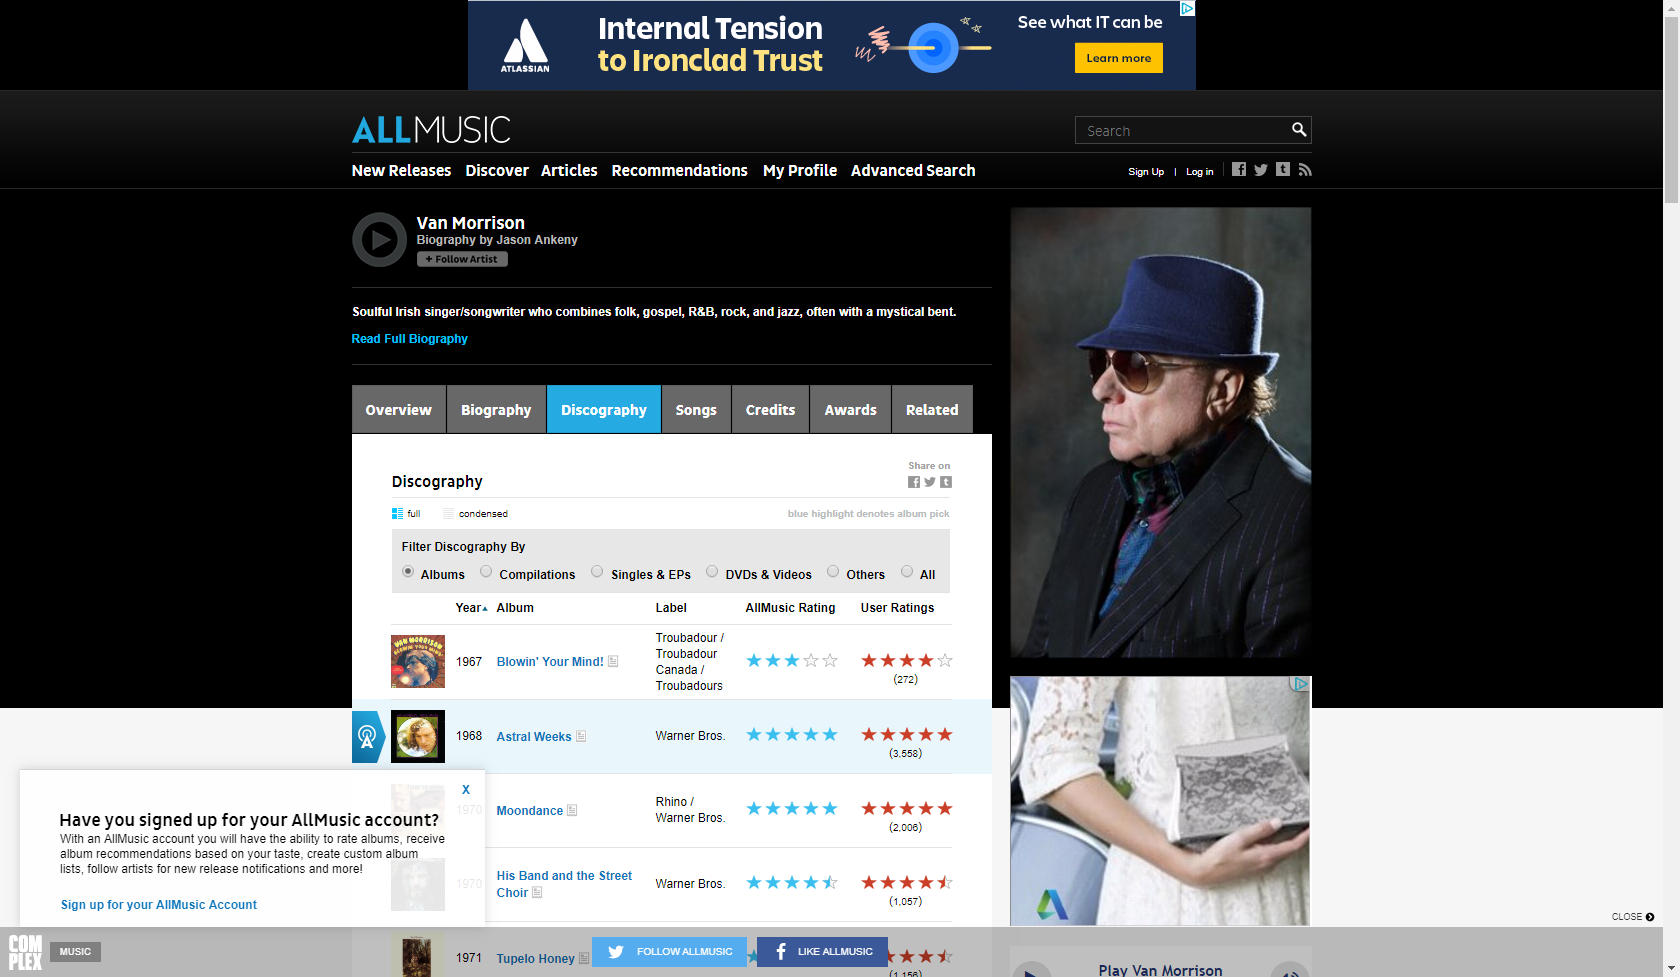 Internal Tension
to Ironclad Trust
ATLASSIAN
See what IT can be
Learn more
ALLMUSIC
Search
New Releases Discover Articles Recommendations My Profile Advanced Search
Sign Up | Log in
Van Morrison
Biography by Jason Ankeny
+ Follow Artist
Soulful Irish singer/songwriter who combines folk, gospel, R&B, rock, and jazz, often with a mystical bent.
Read Full Biography
Overview Biography Discography Songs Credits Awards Related
Share on
Discography
full condensed blue highlight denotes album pick
Filter Discography By
Albums Compilations Singles & EPs DVDs & Videos Others All
Year Album Label AllMusic Rating User Ratings
1967 Blowin' Your Mind! Troubadour /
Troubadour
Canada /
Troubadours
(272)
1968 Astral Weeks Warner Bros.
(3,558)
1970 Moondance Rhino /
Warner Bros.
(2,006)
1970 His Band and the Street
Choir
Warner Bros.
(1,057)
1971 Tupelo Honey
(1,156)
X
Have you signed up for your AllMusic account?
With an AllMusic account you will have the ability to rate albums, receive
album recommendations based on your taste, create custom album
lists, follow artists for new release notifications and more!
Sign up for your AllMusic Account
CLOSE
COM
PLEX
MUSIC
FOLLOW ALLMUSIC
LIKE ALLMUSIC
Play Van Morrison